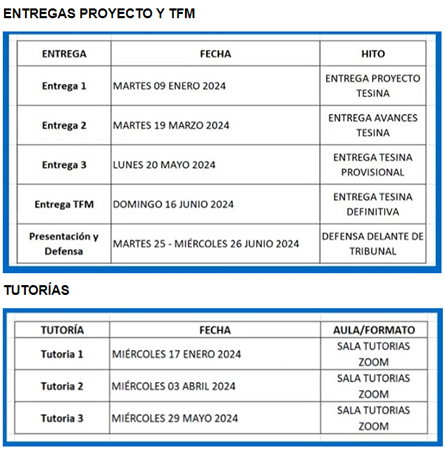 ENTREGAS PROYECTO Y TFM
ENTREGA FECHA HITO
Entrega 1 MARTES 09 ENERO 2024 ENTREGA PROYECTO
TESINA
Entrega 2 MARTES 19 MARZO 2024 ENTREGA AVANCES
TESINA
Entrega 3 LUNES 20 MAYO 2024 ENTREGA TESINA
PROVISIONAL
Entrega TFM DOMINGO 16 JUNIO 2024 ENTREGA TESINA
DEFINITIVA
Presentación y
Defensa MARTES 25 - MIÉRCOLES 26 JUNIO 2024 DEFENSA DELANTE DE
TRIBUNAL
TUTORÍAS
TUTORÍA FECHA AULA/FORMATO
Tutoria 1 MIÉRCOLES 17 ENERO 2024 SALA TUTORIAS
ZOOM
Tutoria 2 MIÉRCOLES 03 ABRIL 2024 SALA TUTORIAS
ZOOM
Tutoria 3 MIÉRCOLES 29 MAYO 2024 SALA TUTORIAS
ZOOM